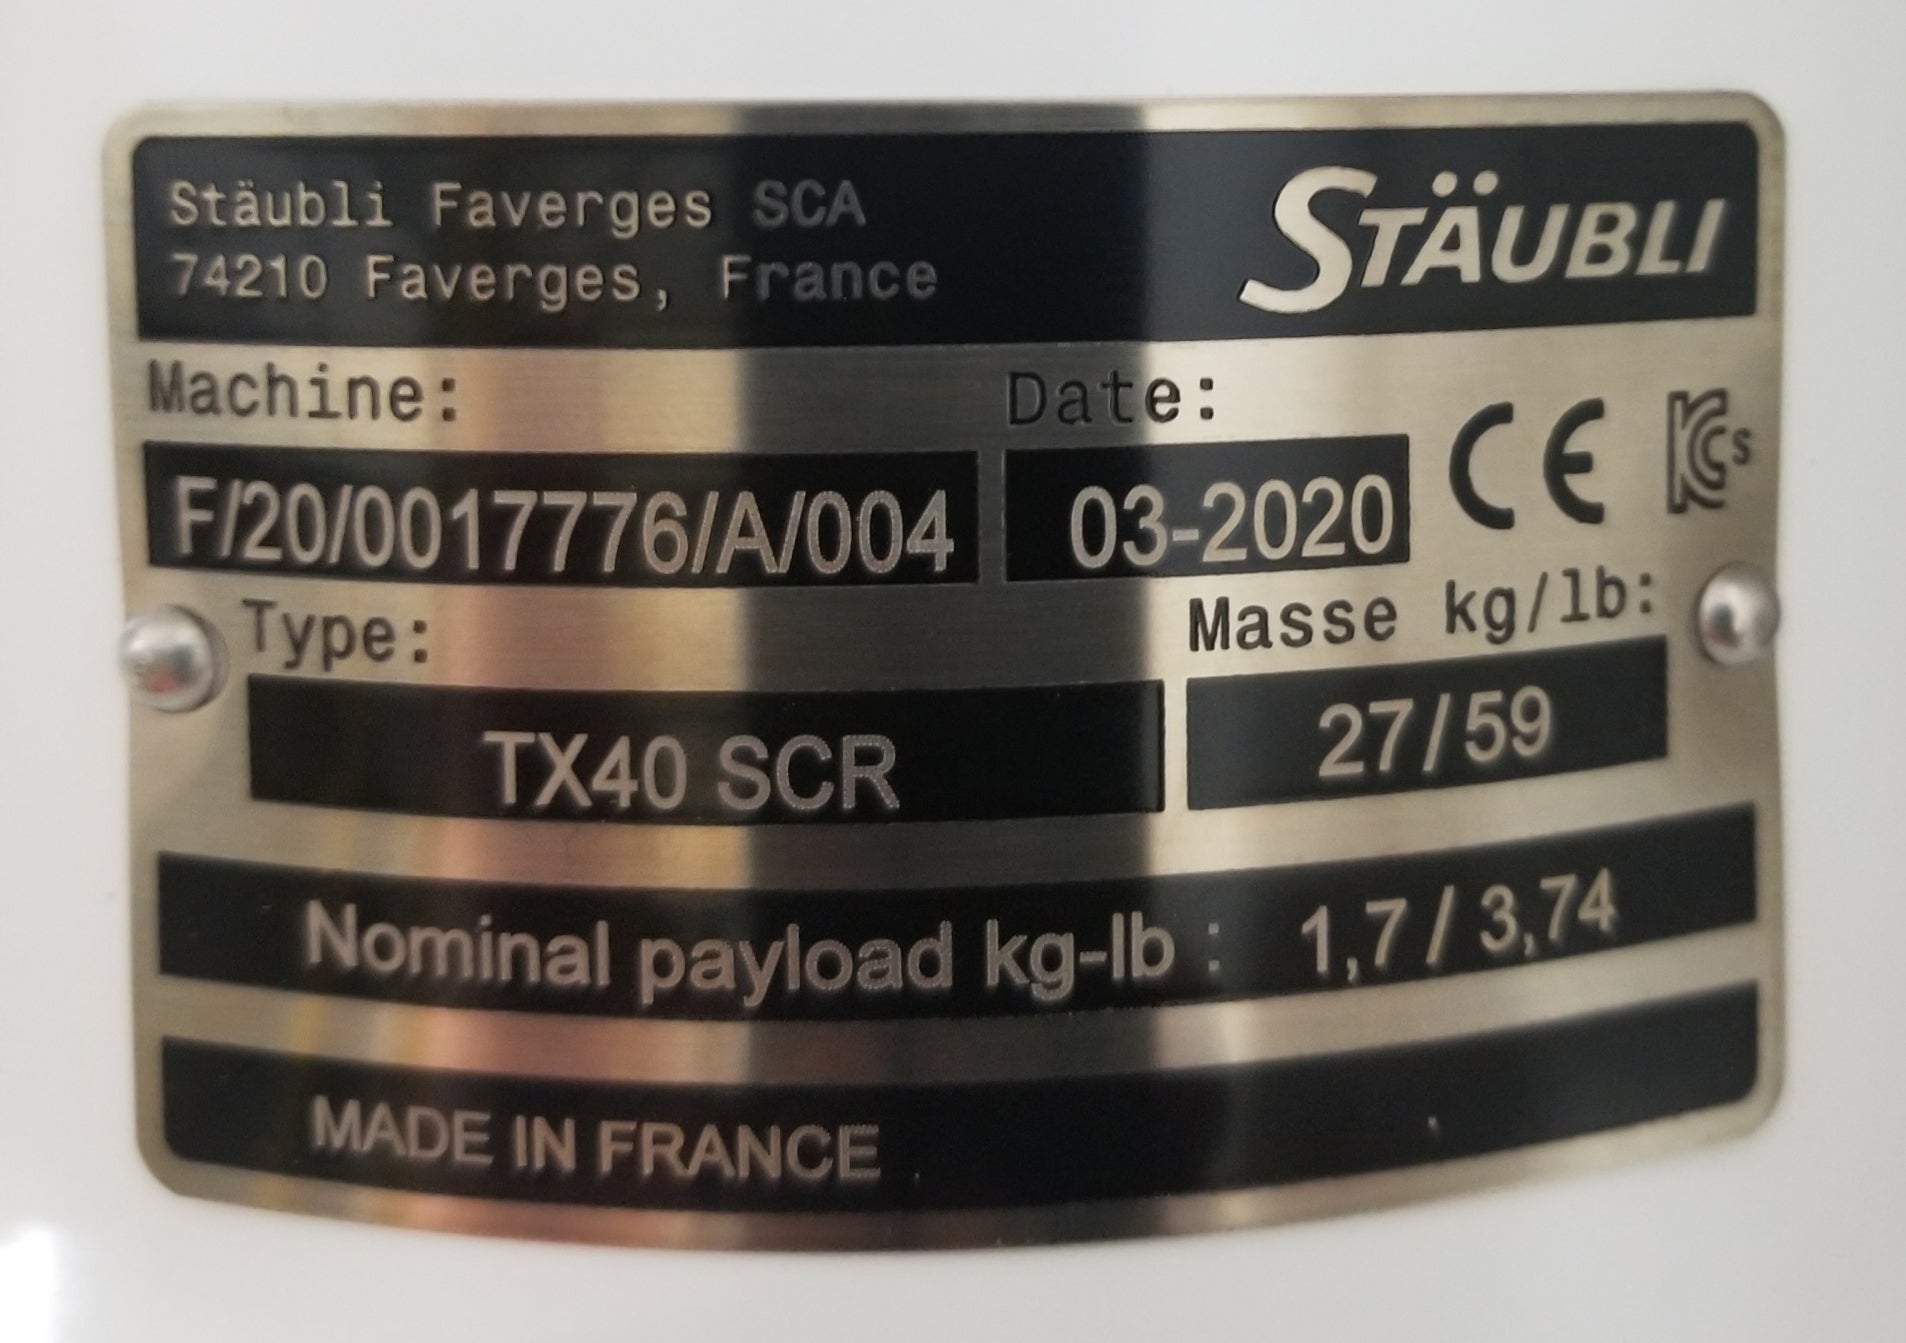 Stäubli Faverges SCA
74210 Faverges, France
STÄUBLI
Machine:
Date:
F/20/0017776/A/004
03-2020
CE
KCs
Type:
Masse kg/lb:
TX40 SCR
27/59
Nominal payload kg-lb : 1,7 / 3,74
MADE IN FRANCE